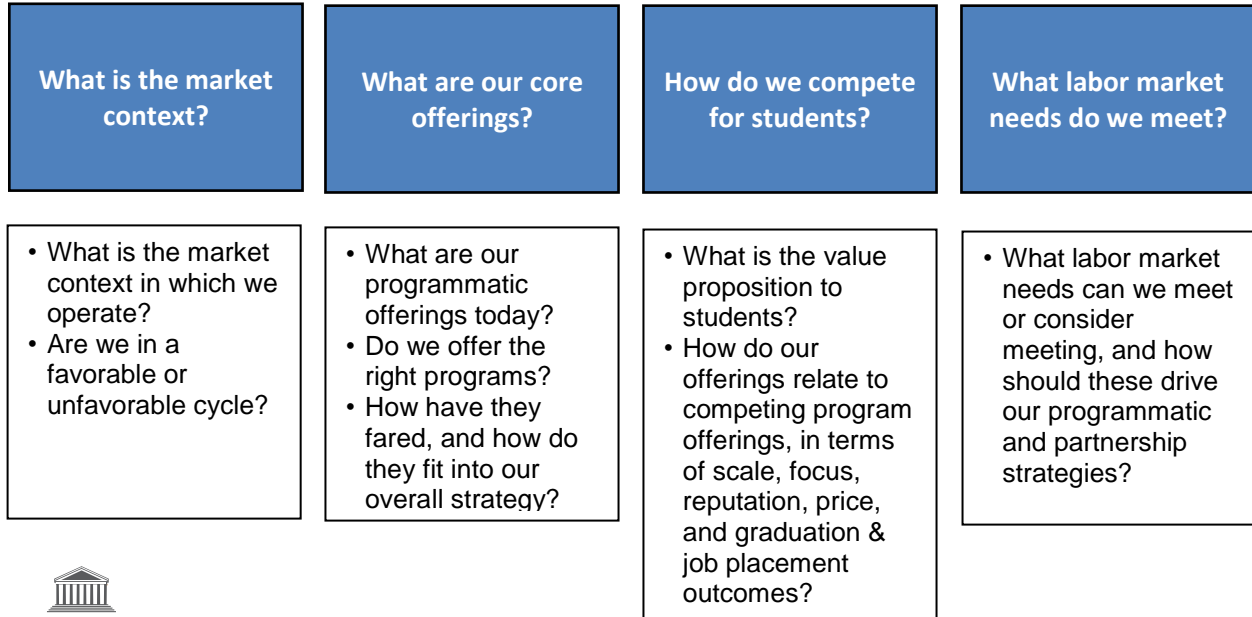 What is the market
context?
What are our core
offerings?
How do we compete
for students?
What labor market
needs do we meet?
• What is the market
context in which we
operate?
• Are we in a
favorable or
unfavorable cycle?
• What are our
programmatic
offerings today?
• Do we offer the
right programs?
• How have they
fared, and how do
they fit into our
overall strategy?
• What is the value
proposition to
students?
• How do our
offerings relate to
competing program
offerings, in terms
of scale, focus,
reputation, price,
and graduation &
job placement
outcomes?
• What labor market
needs can we meet
or consider
meeting, and how
should these drive
our programmatic
and partnership
strategies?